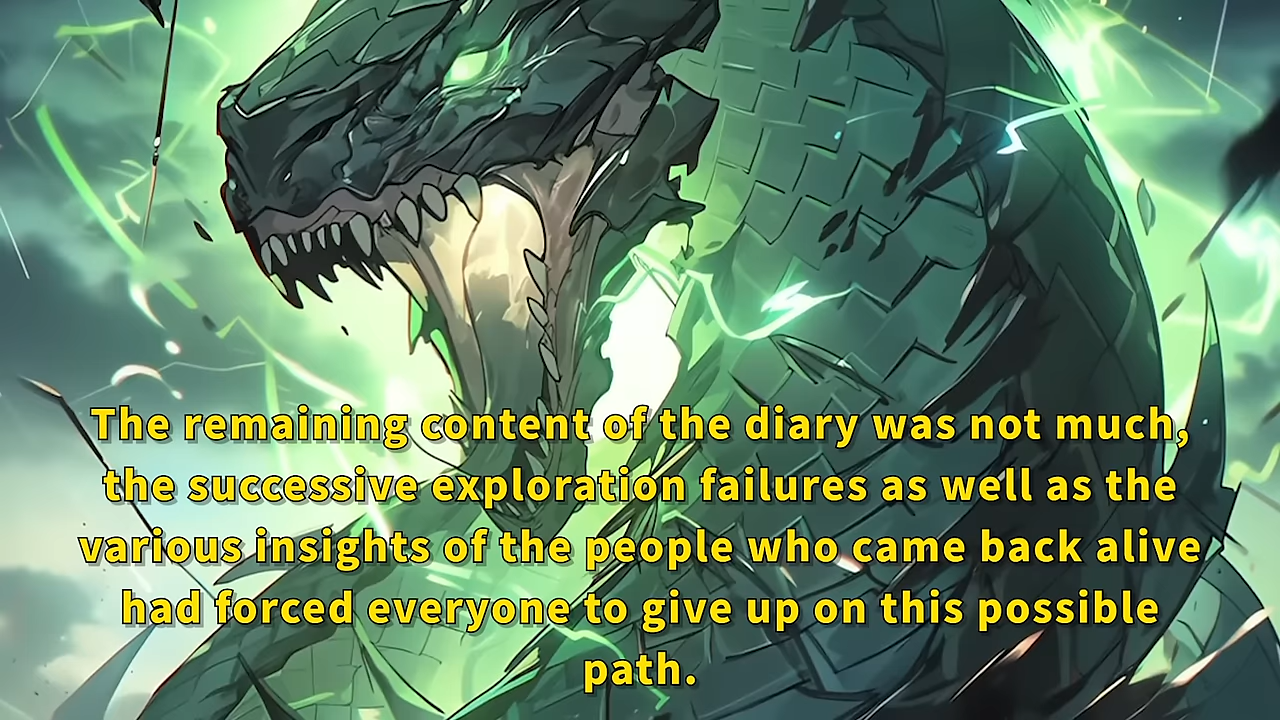 The remaining content of the diary was not much,
the successive exploration failures as well as the
various insights of the people who came back alive
had forced everyone to give up on this possible
path.